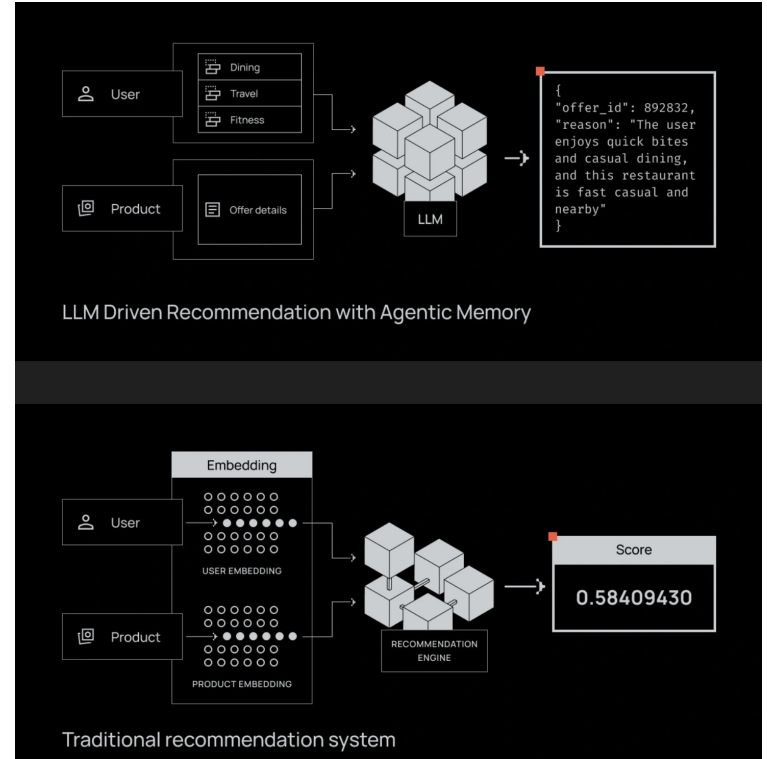 User
Dining
Travel
Fitness
Product
Offer details
LLM
{
"offer_id": 892832,
"reason": "The user
enjoys quick bites
and casual dining,
and this restaurant
is fast casual and
nearby"
}
LLM Driven Recommendation with Agentic Memory
Embedding
User
USER EMBEDDING
Product
PRODUCT EMBEDDING
RECOMMENDATION
ENGINE
Score
0.58409430
Traditional recommendation system